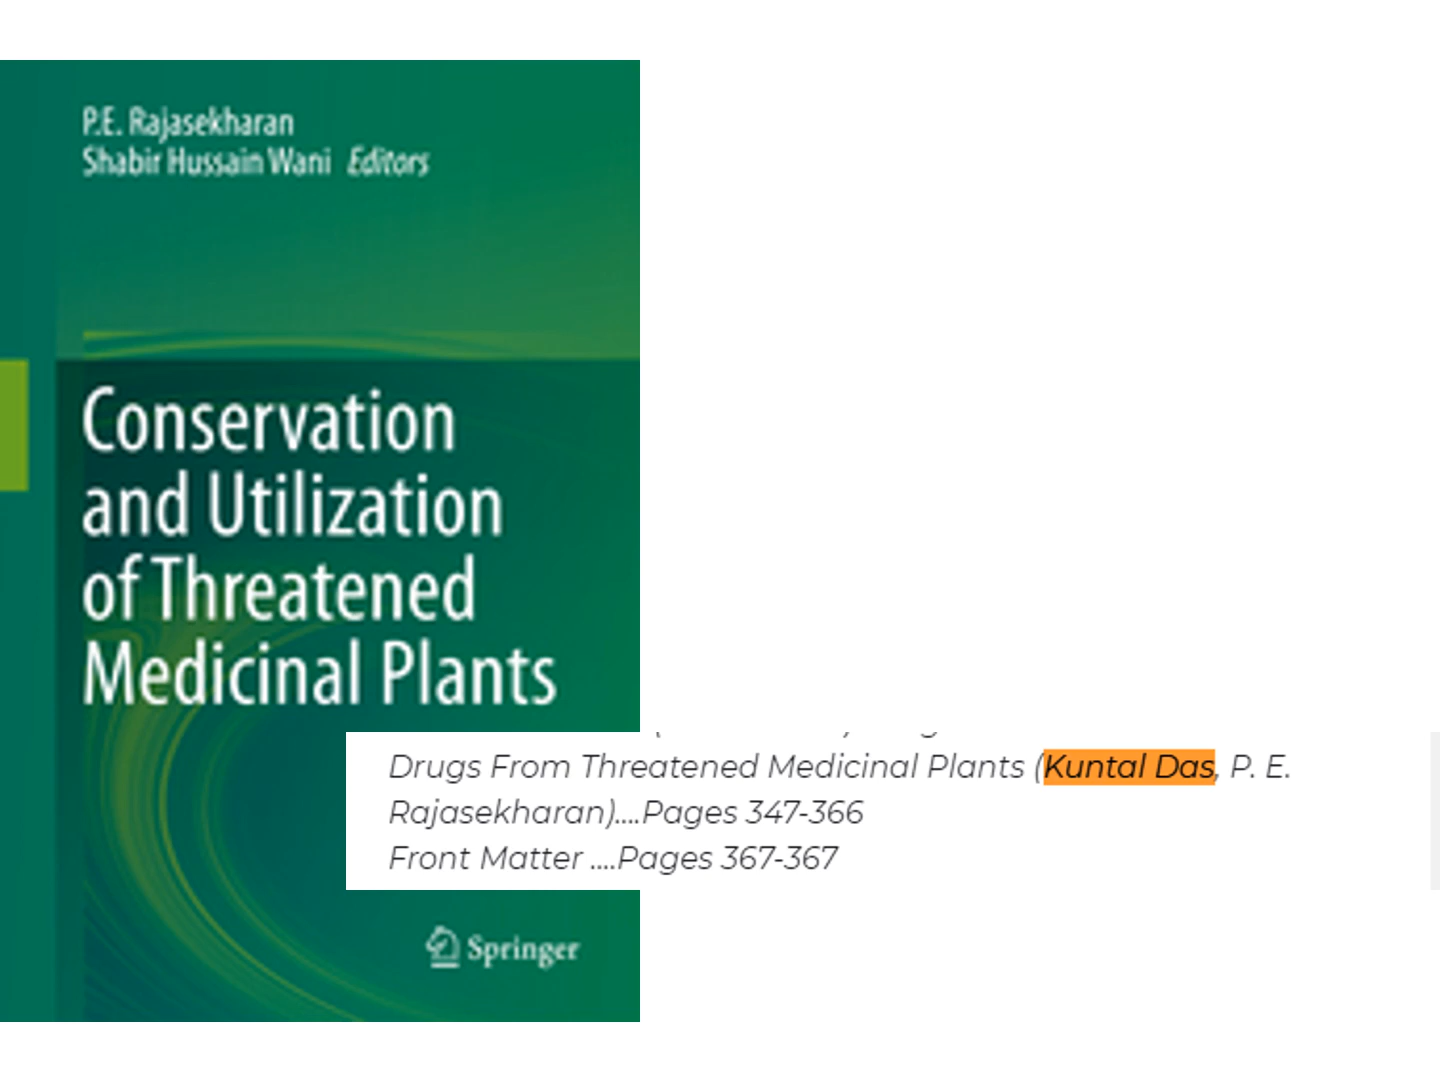 P.E. Rajasekharan
Shabir Hussain Wani Editors
Conservation
and Utilization
of Threatened
Medicinal Plants
Drugs From Threatened Medicinal Plants (Kuntal Das, P. E.
Rajasekharan)....Pages 347-366
Front Matter ....Pages 367-367
Springer